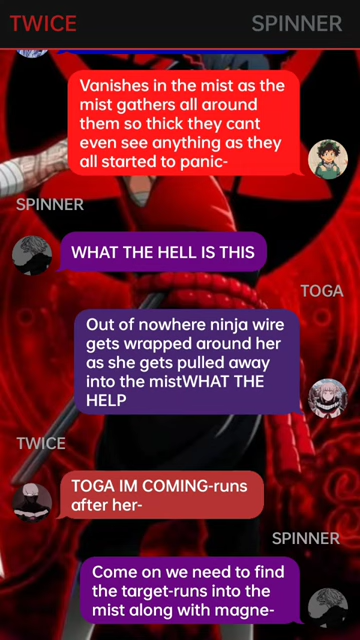 TWICE
SPINNER
Vanishes in the mist as the
mist gathers all around
them so thick they cant
even see anything as they
all started to panic-
SPINNER
WHAT THE HELL IS THIS
TOGA
Out of nowhere ninja wire
gets wrapped around her
as she gets pulled away
into the mistWHAT THE
HELP
TWICE
TOGA IM COMING-runs
after her-
SPINNER
Come on we need to find
the target-runs into the
mist along with magne-